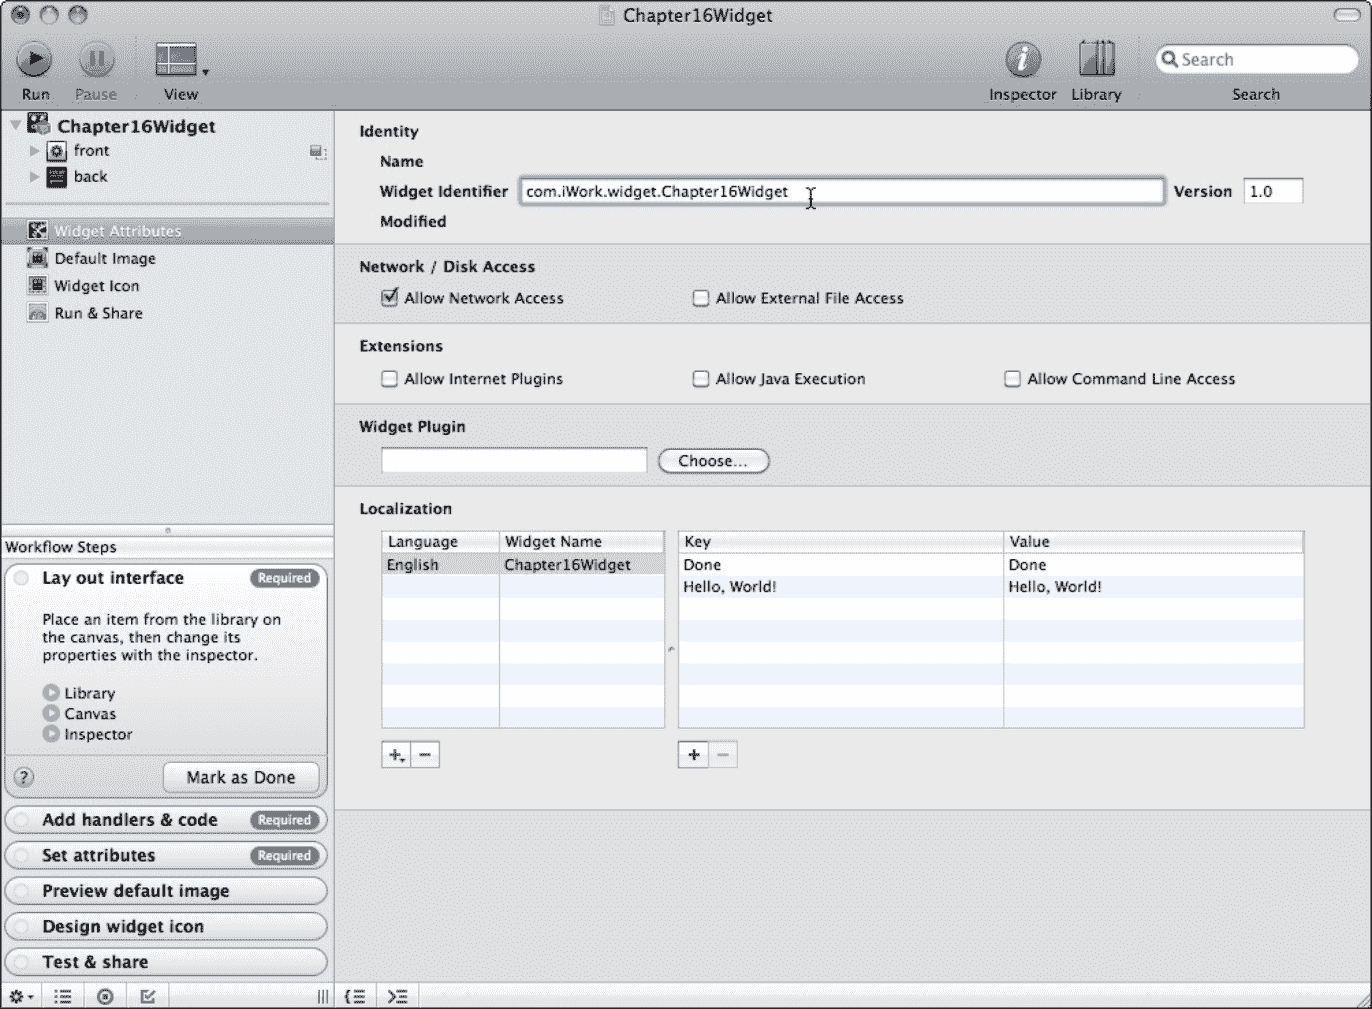 Chapter16Widget
Run
Pause
View
Inspector
Library
Search
Search
Chapter16Widget
front
back
Widget Attributes
Default Image
Widget Icon
Run & Share
Workflow Steps
Lay out interface Required
Place an item from the library on
the canvas, then change its
properties with the inspector.
Library
Canvas
Inspector
? Mark as Done
Add handlers & code Required
Set attributes Required
Preview default image
Design widget icon
Test & share
Identity
Name
Widget Identifier com.iWork.widget.Chapter16Widget Version 1.0
Modified
Network / Disk Access
Allow Network Access Allow External File Access
Extensions
Allow Internet Plugins Allow Java Execution Allow Command Line Access
Widget Plugin
Choose...
Localization
Language Widget Name Key Value
English Chapter16Widget Done Done
Hello, World! Hello, World!